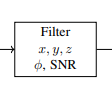 Filter
x, y, z
ϕ, SNR